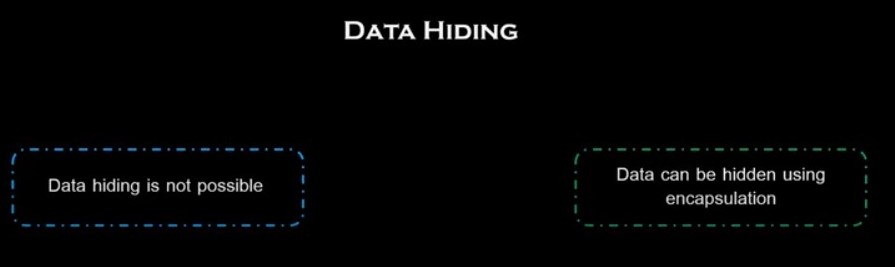 DATA HIDING
Data hiding is not possible
Data can be hidden using
encapsulation